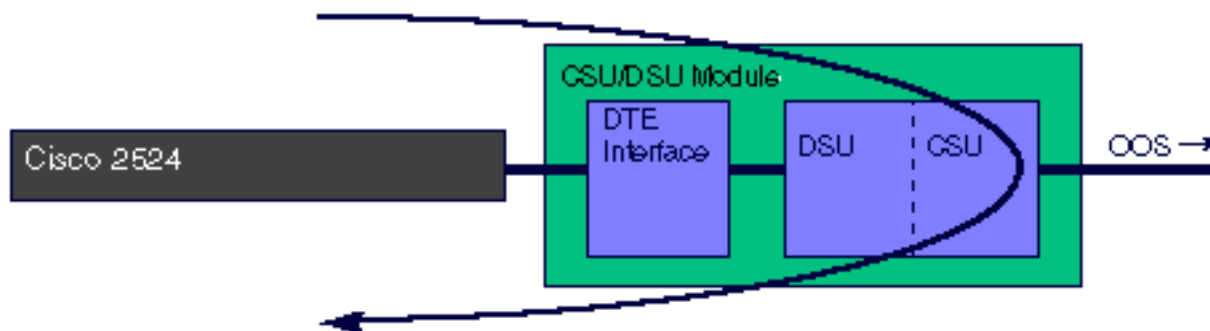 CSU/DSU Module
DTE
Interface
Cisco 2524
DSU
CSU
OOS →